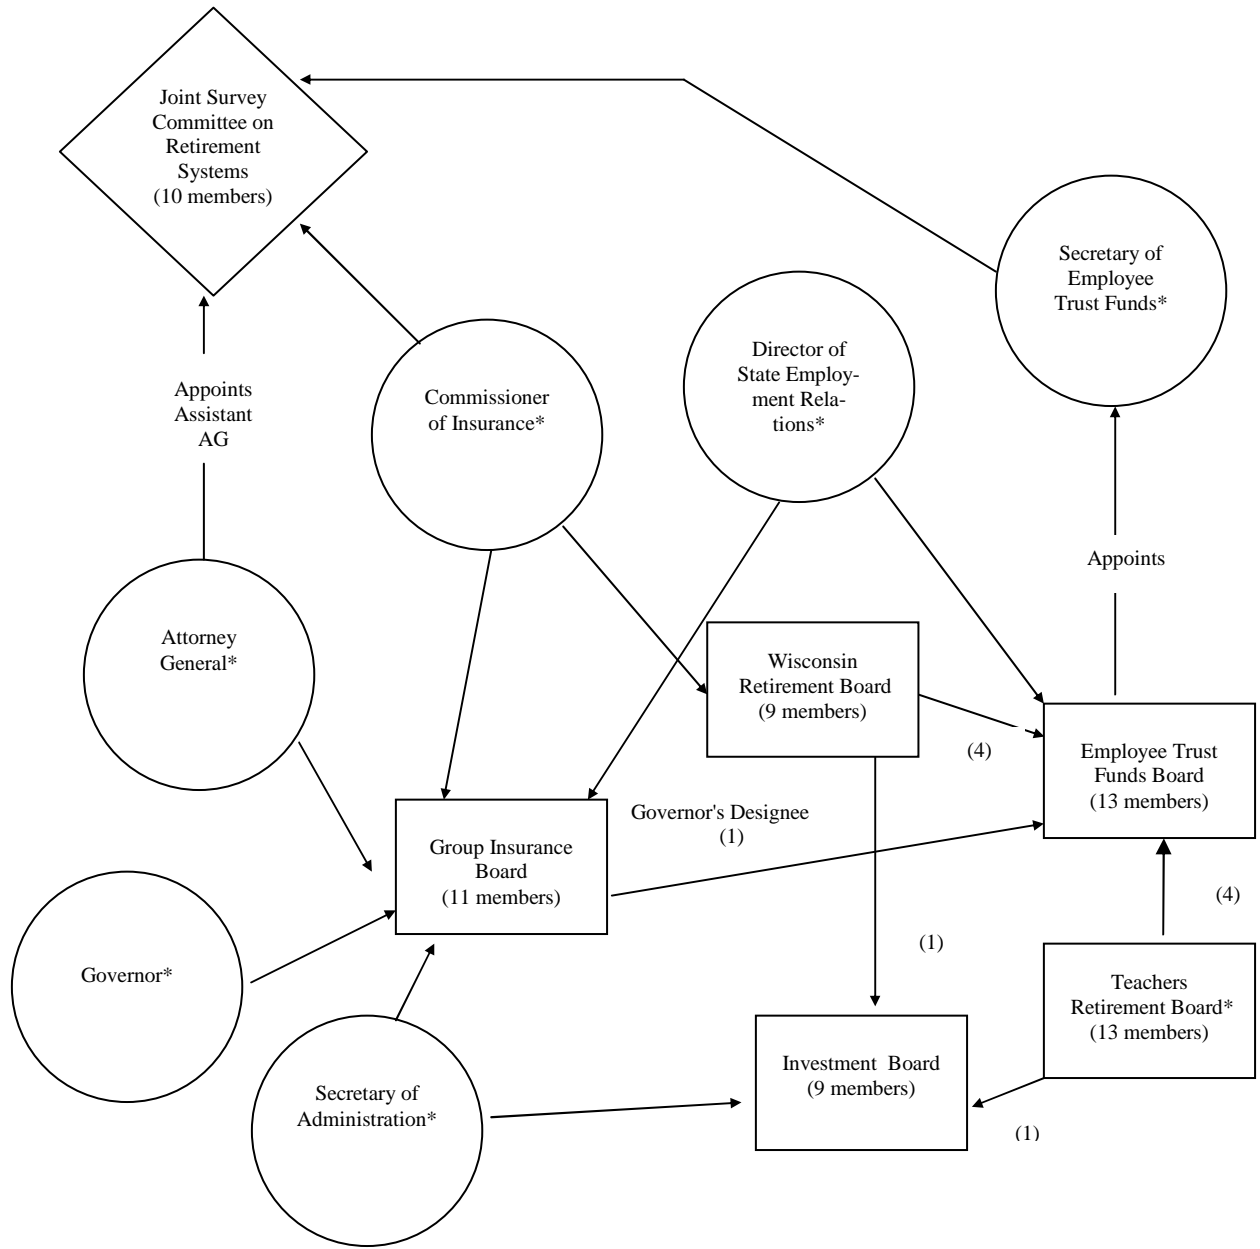 Joint Survey
Committee on
Retirement
Systems
(10 members)
Secretary of
Employee
Trust Funds*
Director of
State Employ-
ment Rela-
tions*
Commissioner
of Insurance*
Appoints
Assistant
AG
Appoints
Attorney
General*
Wisconsin
Retirement Board
(9 members)
(4)
Employee Trust
Funds Board
(13 members)
Governor's Designee
(1)
Group Insurance
Board
(11 members)
(4)
(1)
Governor*
Teachers
Retirement Board*
(13 members)
Investment Board
(9 members)
Secretary of
Administration*
(1)